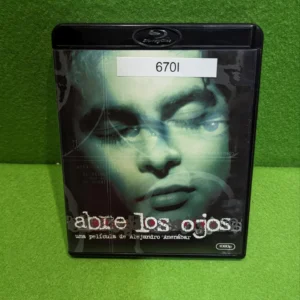 6701
abre los ojos
una película de Alejandro Amenábar